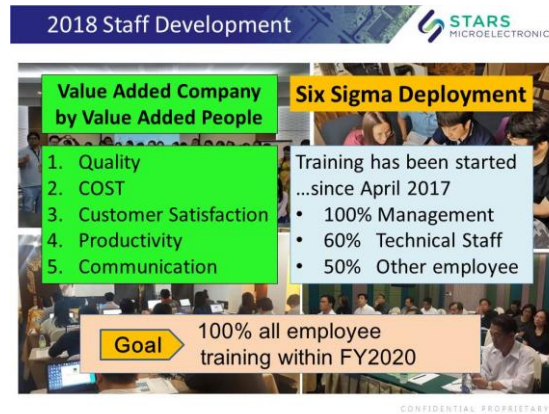 2018 Staff Development
STARS
MICROELECTRONIC
Value Added Company
by Value Added People
1. Quality
2. COST
3. Customer Satisfaction
4. Productivity
5. Communication
Six Sigma Deployment
Training has been started
...since April 2017
• 100% Management
• 60% Technical Staff
• 50% Other employee
Goal
100% all employee
training within FY2020
CONFIDENTIAL PROPRIETARY